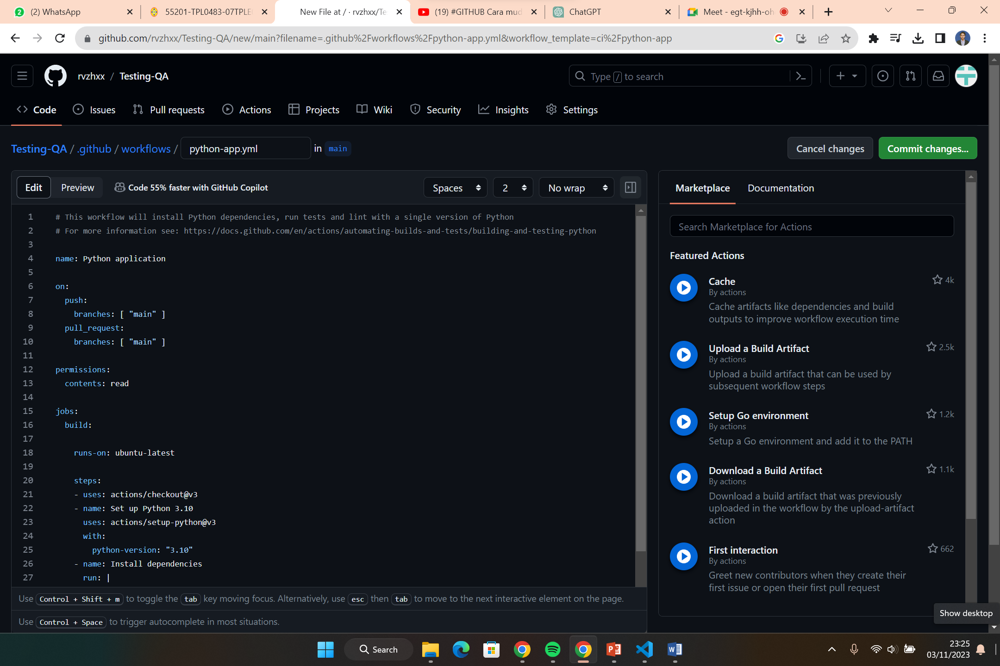 (2) WhatsApp
55201-TPL0483-07TPLE
New File at / · rvzhxx/Te
(19) #GITHUB Cara mud
ChatGPT
Meet - egt-kjhh-oh
github.com/rvzhxx/Testing-QA/new/main?filename=.github%2Fworkflows%2Fpython-app.yml&workflow_template=ci%2Fpython-app
rvzhxx / Testing-QA
Type / to search
Code
Issues
Pull requests
Actions
Projects
Wiki
Security
Insights
Settings
Testing-QA / .github / workflows / python-app.yml in main
Cancel changes
Commit changes...
Edit
Preview
Code 55% faster with GitHub Copilot
Spaces
2
No wrap
1 # This workflow will install Python dependencies, run tests and lint with a single version of Python
2 # For more information see: https://docs.github.com/en/actions/automating-builds-and-tests/building-and-testing-python
3
4 name: Python application
5
6 on:
7 push:
8 branches: [ "main" ]
9 pull_request:
10 branches: [ "main" ]
11
12 permissions:
13 contents: read
14
15 jobs:
16 build:
17
18 runs-on: ubuntu-latest
19
20 steps:
21 - uses: actions/checkout@v3
22 - name: Set up Python 3.10
23 uses: actions/setup-python@v3
24 with:
25 python-version: "3.10"
26 - name: Install dependencies
27 run: |
Use Control + Shift + m to toggle the tab key moving focus. Alternatively, use esc then tab to move to the next interactive element on the page.
Use Control + Space to trigger autocomplete in most situations.
Marketplace
Documentation
Search Marketplace for Actions
Featured Actions
Cache
4k
By actions
Cache artifacts like dependencies and build
outputs to improve workflow execution time
Upload a Build Artifact
2.5k
By actions
Upload a build artifact that can be used by
subsequent workflow steps
Setup Go environment
1.2k
By actions
Setup a Go environment and add it to the PATH
Download a Build Artifact
1.1k
By actions
Download a build artifact that was previously
uploaded in the workflow by the upload-artifact
action
First interaction
662
By actions
Greet new contributors when they create their
first issue or open their first pull request
Show desktop
Search
23:25
03/11/2023